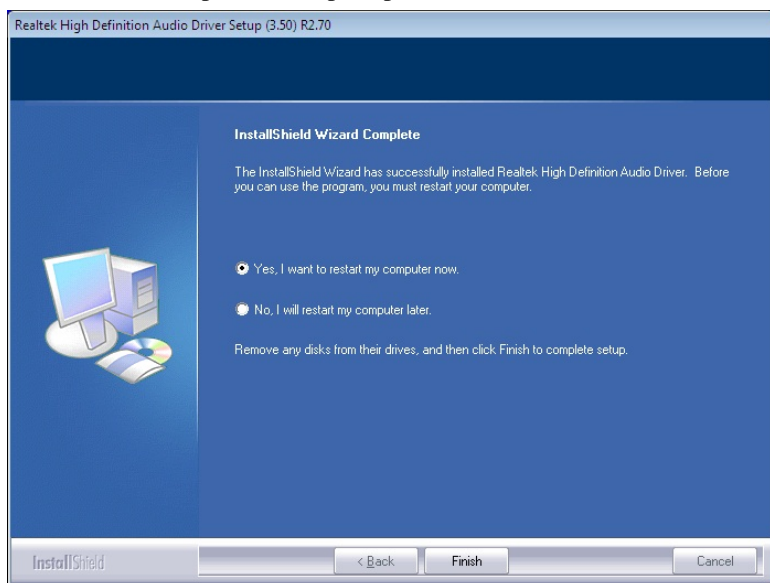 Realtek High Definition Audio Driver Setup (3.50) R2.70
InstallShield Wizard Complete
The InstallShield Wizard has successfully installed Realtek High Definition Audio Driver. Before
you can use the program, you must restart your computer.
Yes, I want to restart my computer now.
No, I will restart my computer later.
Remove any disks from their drives, and then click Finish to complete setup.
InstallShield
< Back
Finish
Cancel